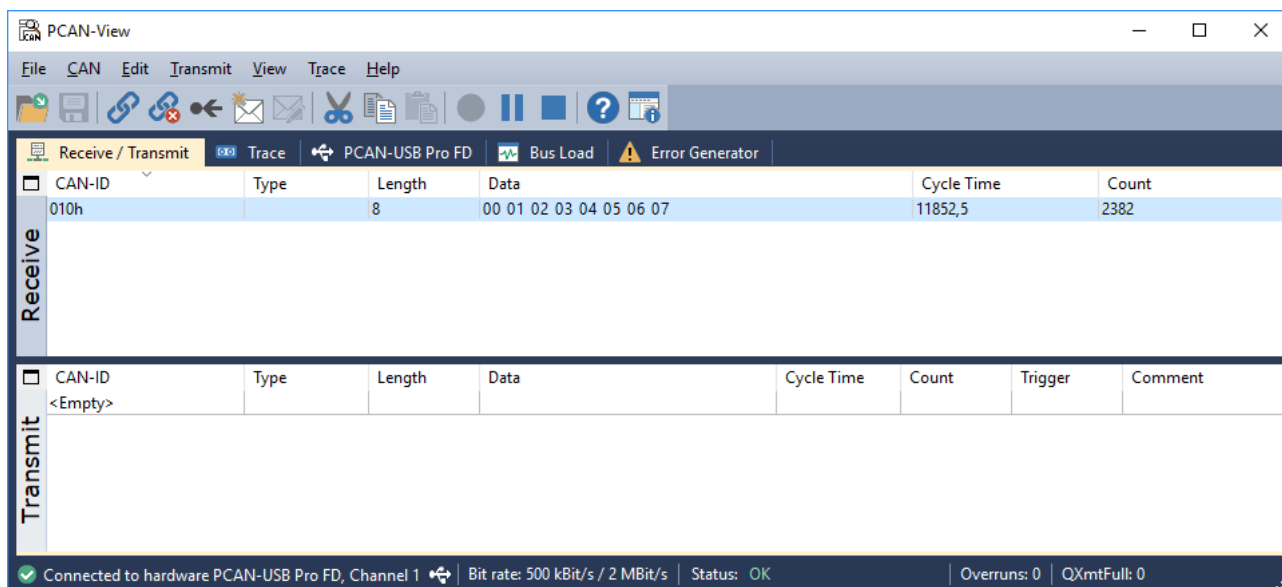 PCAN-View
File CAN Edit Transmit View Trace Help
Receive / Transmit Trace PCAN-USB Pro FD Bus Load Error Generator
CAN-ID Type Length Data Cycle Time Count
010h 8 00 01 02 03 04 05 06 07 11852,5 2382
Receive
CAN-ID Type Length Data Cycle Time Count Trigger Comment
<Empty>
Transmit
Connected to hardware PCAN-USB Pro FD, Channel 1 Bit rate: 500 kBit/s / 2 MBit/s Status: OK Overruns: 0 QXmtFull: 0